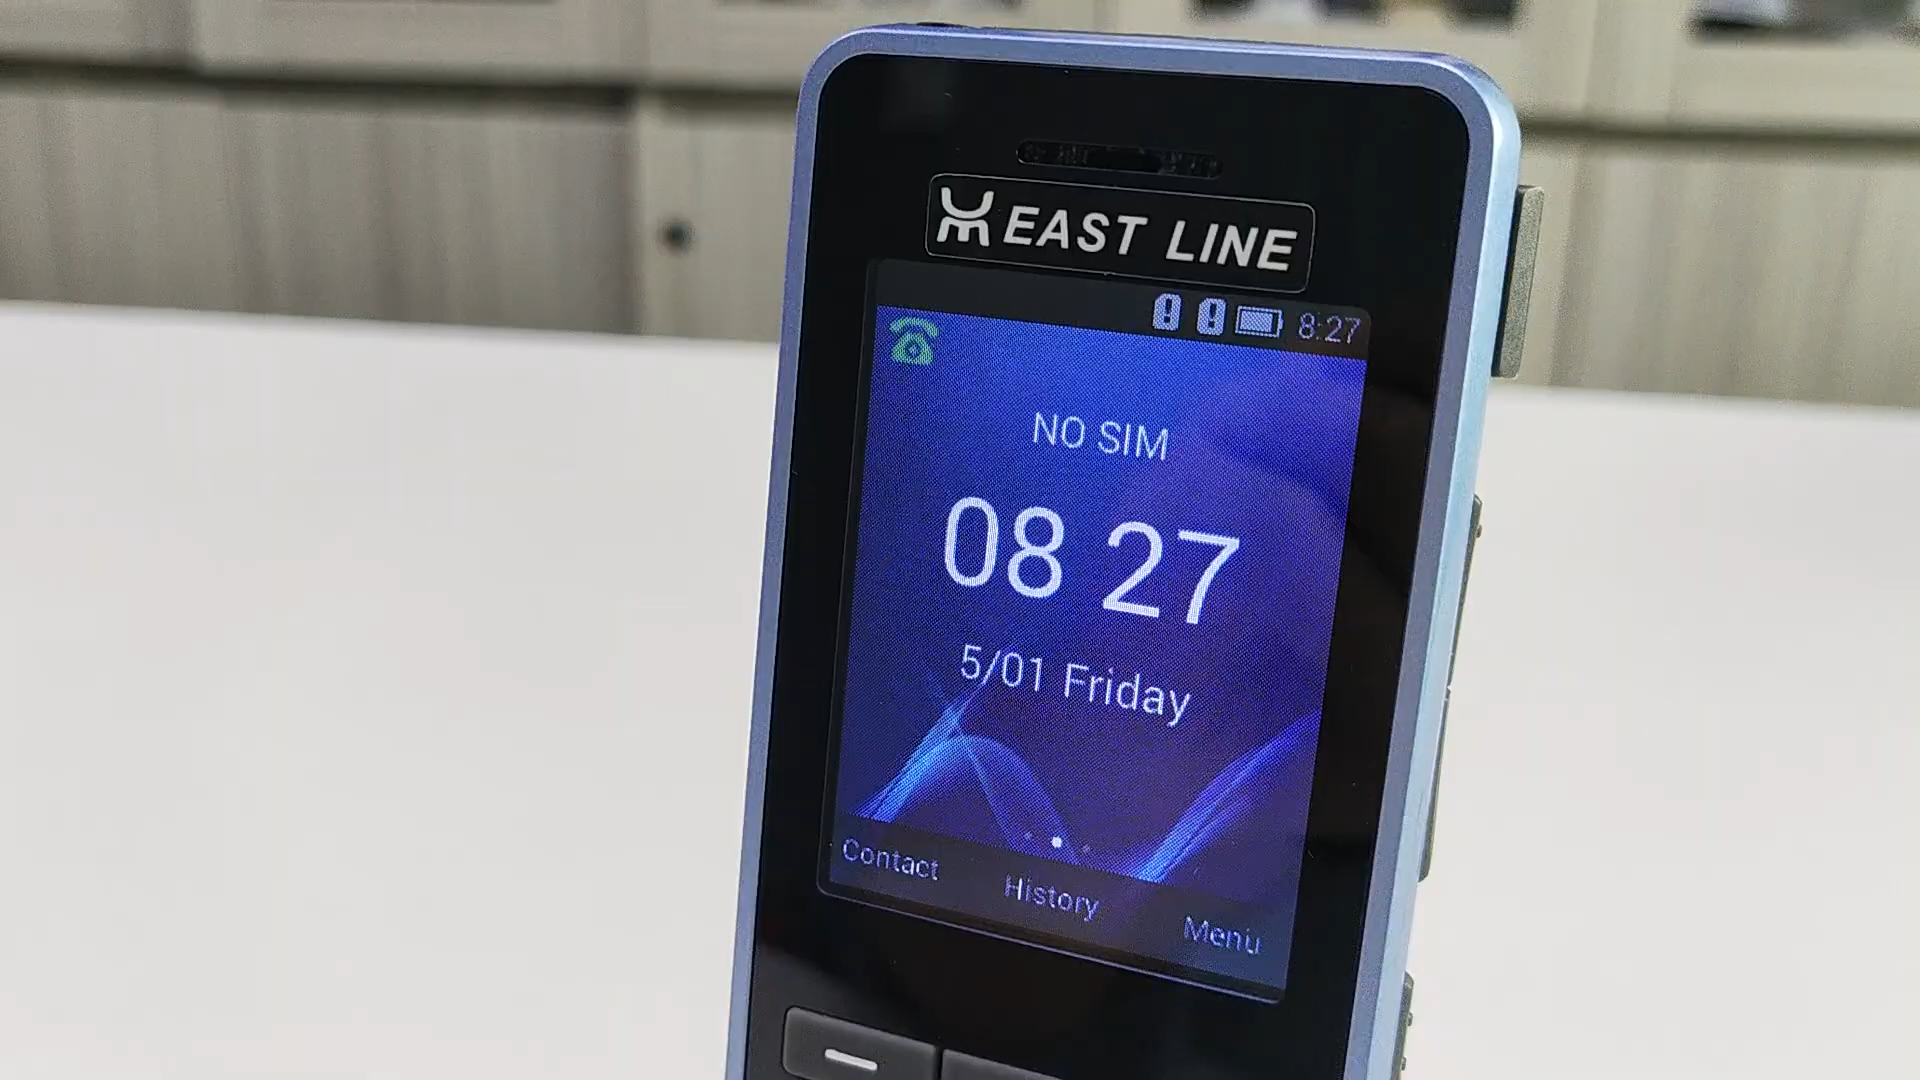 EAST LINE
8:27
NO SIM
08 27
5/01 Friday
Contact
History
Menu